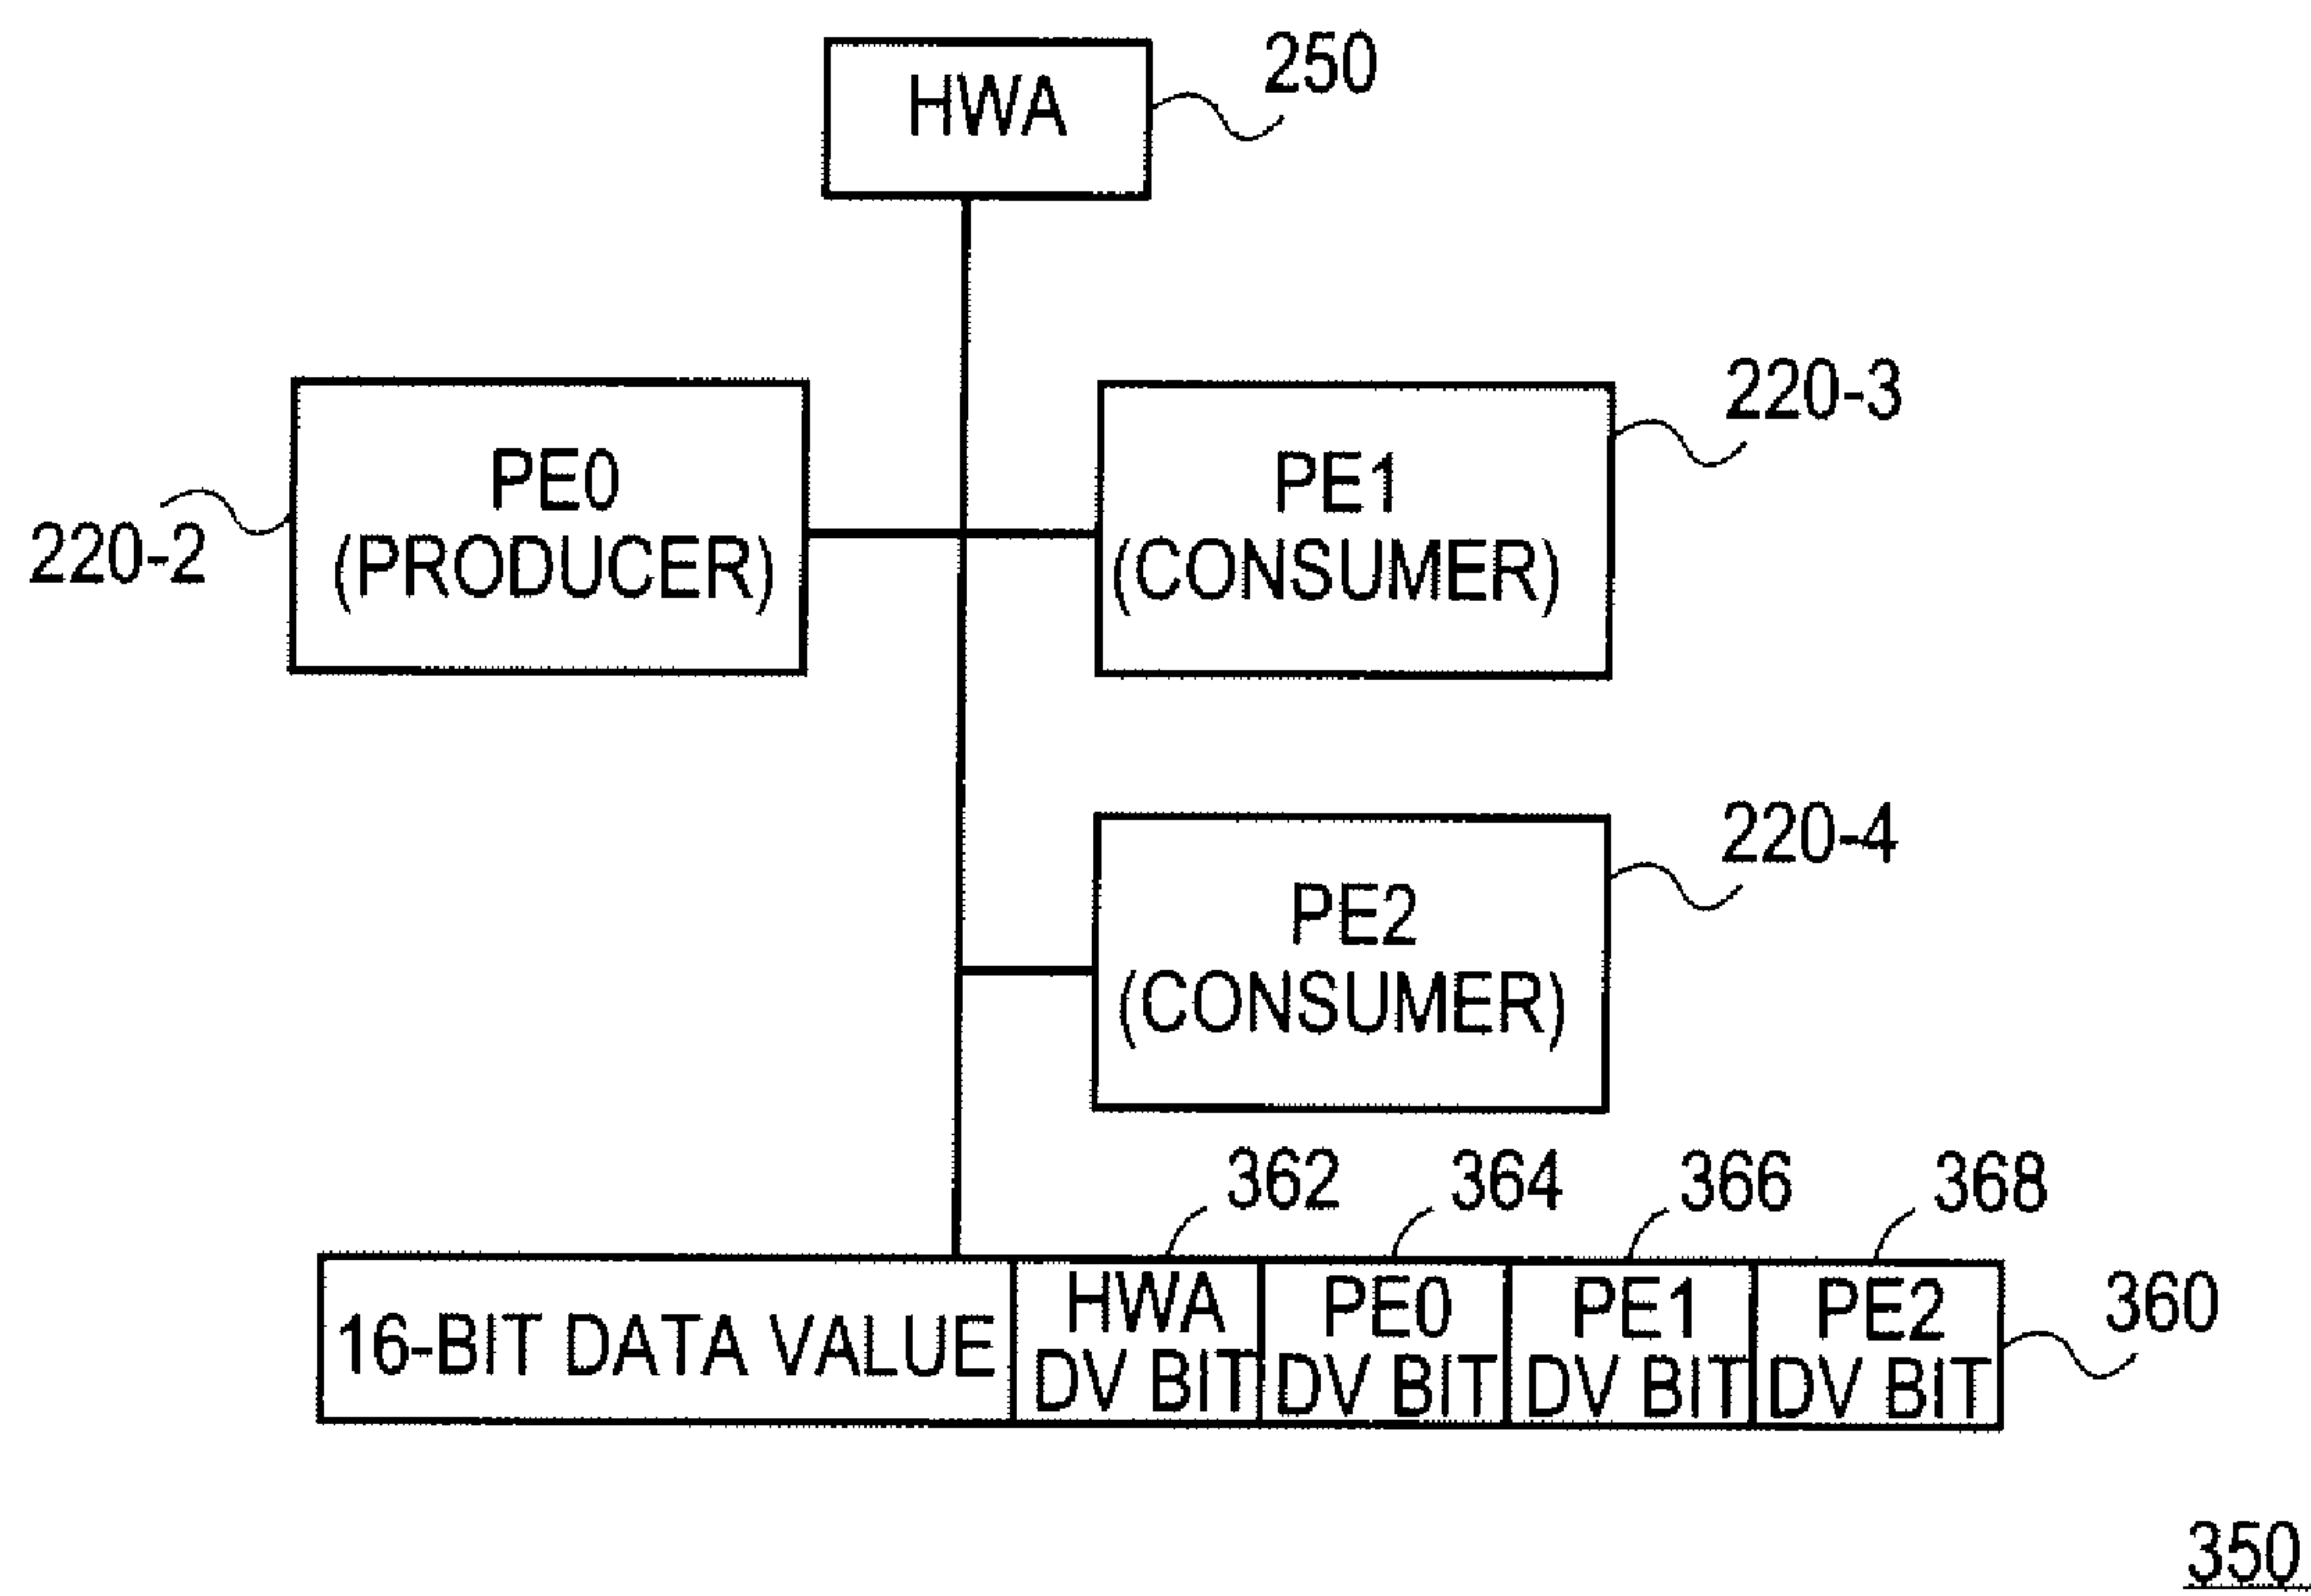 HWA
250
PE0
(PRODUCER)
220-2
PE1
(CONSUMER)
220-3
PE2
(CONSUMER)
220-4
362
364
366
368
16-BIT DATA VALUE
HWA
DV BIT
PE0
DV BIT
PE1
DV BIT
PE2
DV BIT
360
350